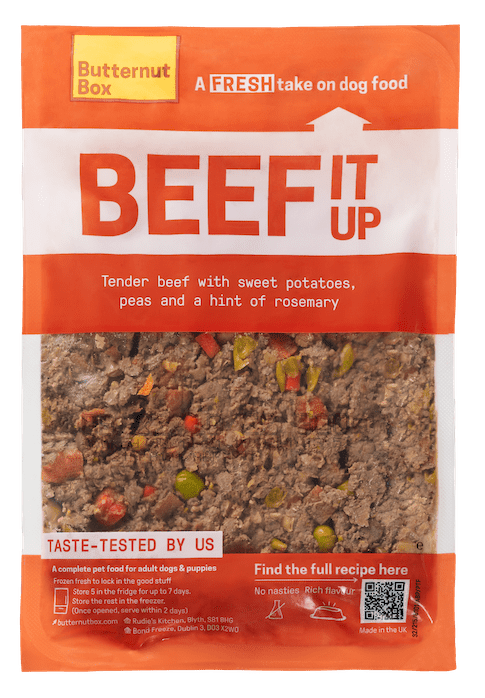 Butternut
Box
A FRESH take on dog food
BEEF IT
UP
Tender beef with sweet potatoes,
peas and a hint of rosemary
TASTE-TESTED BY US
A complete pet food for adult dogs & puppies
Frozen fresh to lock in the good stuff
Store 5 in the fridge for up to 7 days.
Store the rest in the freezer.
(Once opened, serve within 2 days)
butternutbox.com
Rudie's Kitchen, Blyth, S81 8HG
Bond Freeze, Dublin 3, D03 X2W0
Find the full recipe here
No nasties Rich flavour
Made in the UK